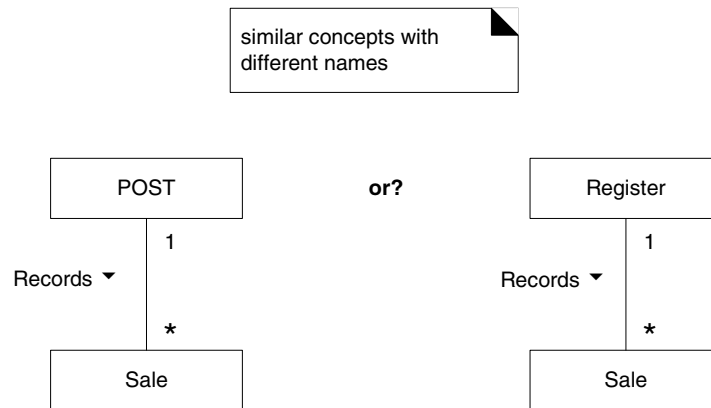 similar concepts with
different names
POST
or?
Register
1
1
Records
Records
*
*
Sale
Sale